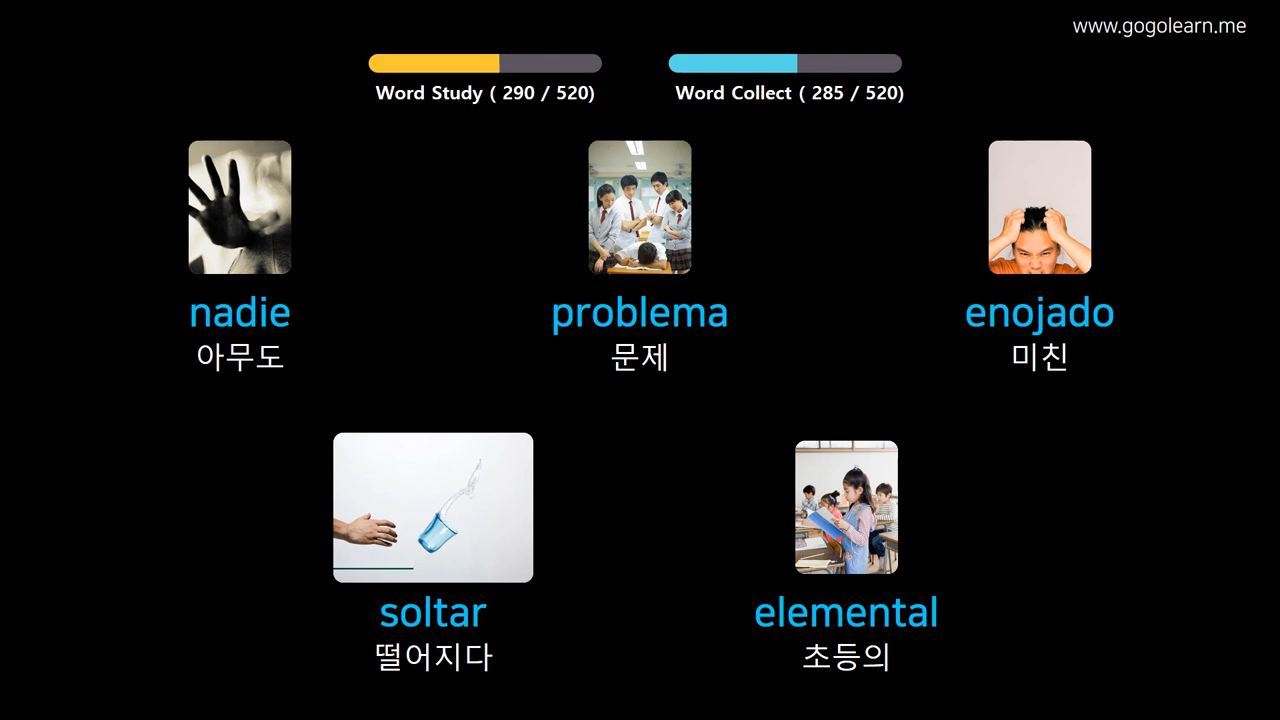 www.gogolearn.me
Word Study ( 290 / 520)
Word Collect ( 285 / 520)
nadie
아무도
problema
문제
enojado
미친
soltar
떨어지다
elemental
초등의